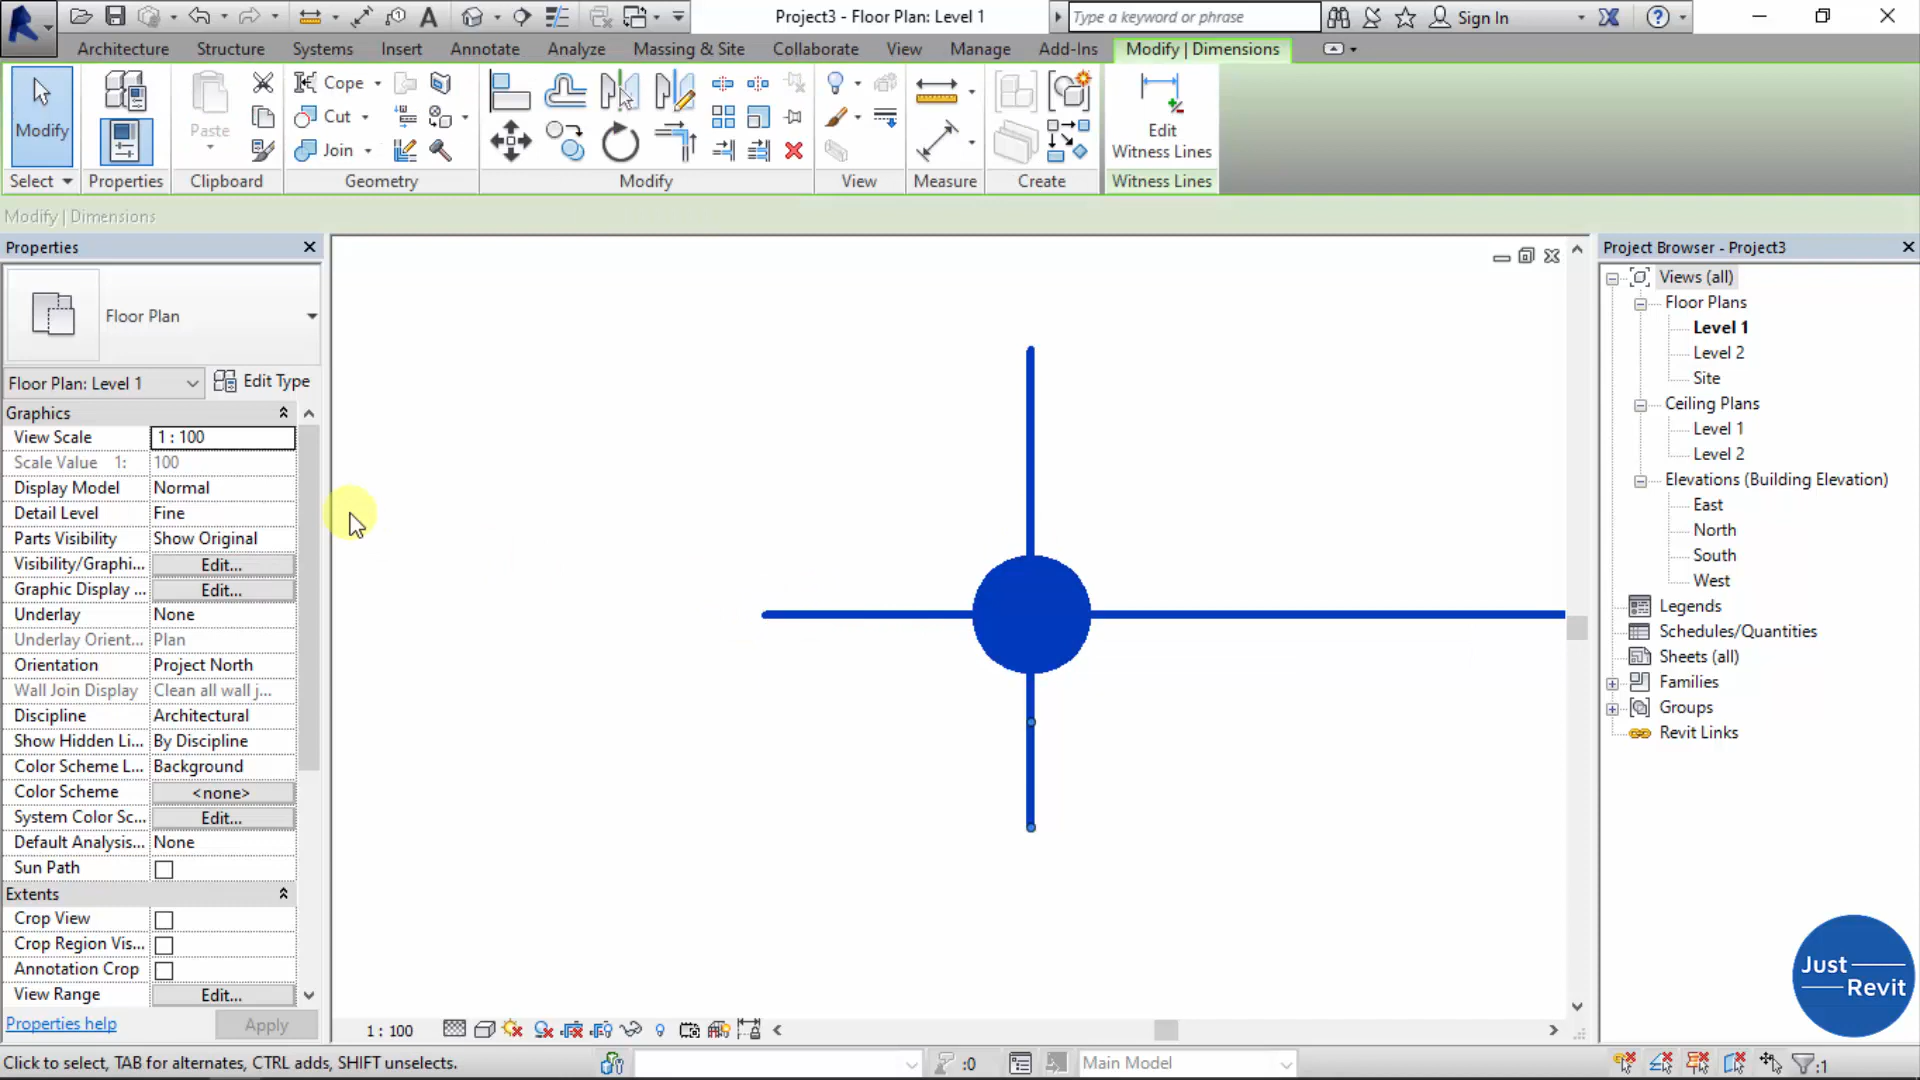 Project3 - Floor Plan: Level 1
Type a keyword or phrase
Sign In
Architecture
Structure
Systems
Insert
Annotate
Analyze
Massing & Site
Collaborate
View
Manage
Add-Ins
Modify | Dimensions
Modify
Paste
Cope
Cut
Join
Edit
Witness Lines
Select
Properties
Clipboard
Geometry
Modify
View
Measure
Create
Witness Lines
Modify | Dimensions
Properties
Floor Plan
Floor Plan: Level 1
Edit Type
Graphics
View Scale 1 : 100
Scale Value 1: 100
Display Model Normal
Detail Level Fine
Parts Visibility Show Original
Visibility/Graphi... Edit...
Graphic Display ... Edit...
Underlay None
Underlay Orient... Plan
Orientation Project North
Wall Join Display Clean all wall j...
Discipline Architectural
Show Hidden Li... By Discipline
Color Scheme L... Background
Color Scheme <none>
System Color Sc... Edit...
Default Analysis... None
Sun Path
Extents
Crop View
Crop Region Vis...
Annotation Crop
View Range Edit...
Properties help
Apply
1 : 100
Project Browser - Project3
Views (all)
Floor Plans
Level 1
Level 2
Site
Ceiling Plans
Level 1
Level 2
Elevations (Building Elevation)
East
North
South
West
Legends
Schedules/Quantities
Sheets (all)
Families
Groups
Revit Links
Just
Revit
Click to select, TAB for alternates, CTRL adds, SHIFT unselects.
:0
Main Model
:1